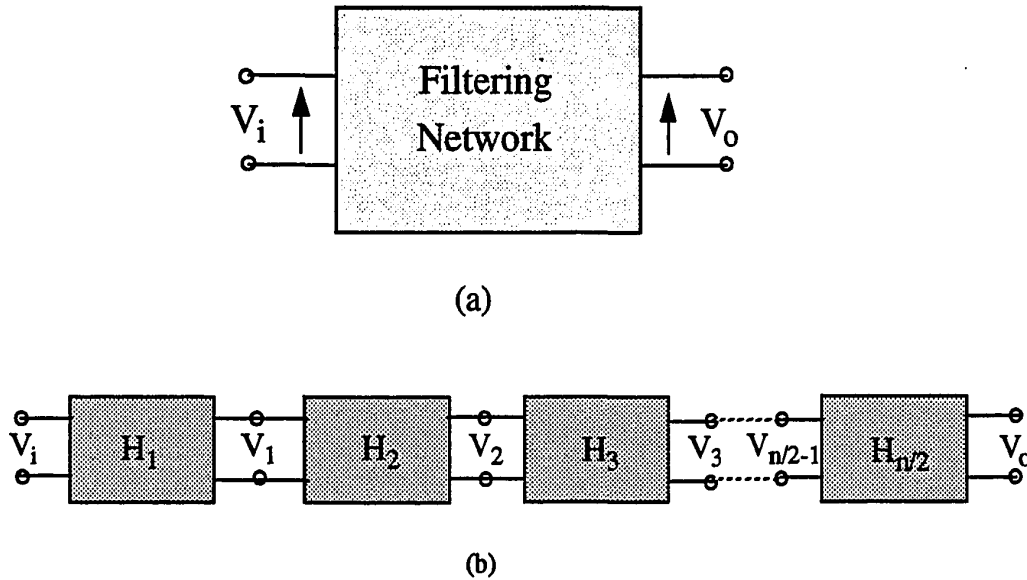 Filtering
Network
V_i
V_o
(a)
V_i H_1 V_1 H_2 V_2 H_3 V_3 V_{n/2-1} H_{n/2} V_o
(b)